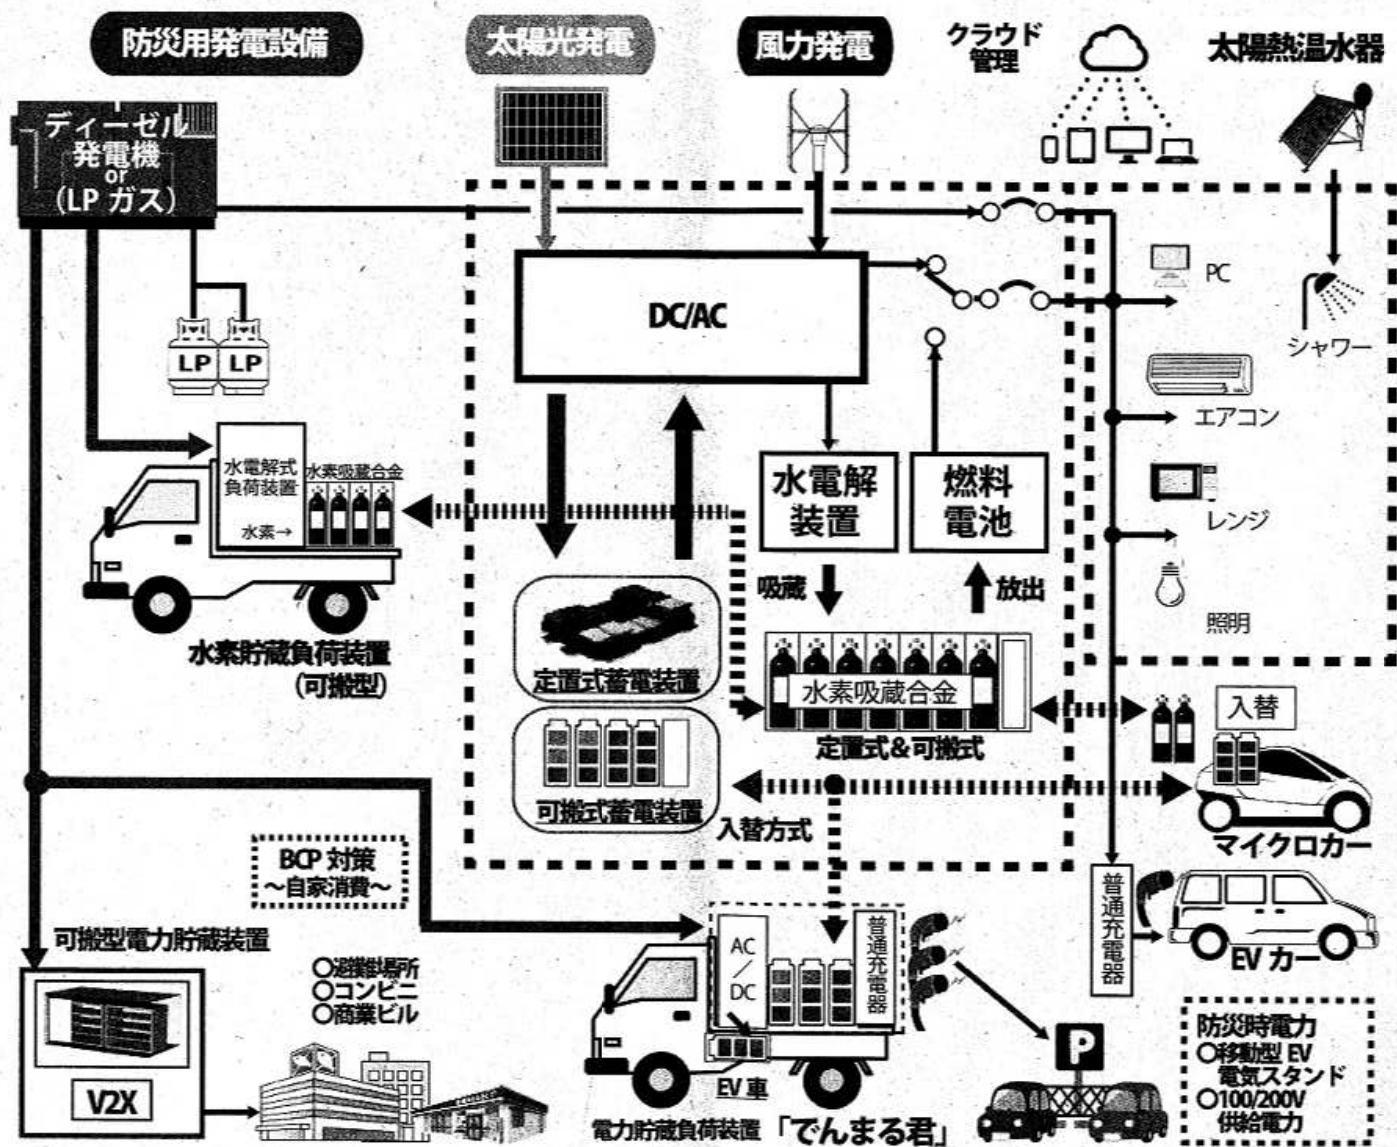 防災用発電設備
太陽光発電
風力発電
クラウド
管理
太陽熱温水器
ディーゼル
発電機
or
(LP ガス)
DC/AC
PC
シャワー
LP
LP
エアコン
水電解式
負荷装置
水素吸蔵合金
水素→
水電解
装置
燃料
電池
レンジ
吸蔵
放出
照明
水素貯蔵負荷装置
(可搬型)
定置式蓄電装置
水素吸蔵合金
定置式&可搬式
入替
可搬式蓄電装置
入替方式
マイクロカー
BCP 対策
~自家消費~
普通充電器
EV カー
可搬型電力貯蔵装置
○避難場所
○コンビニ
○商業ビル
AC
/
DC
普通充電器
V2X
EV 車
P
電力貯蔵負荷装置 「でんまる君」
防災時電力
○移動型 EV
電気スタンド
○100/200V
供給電力